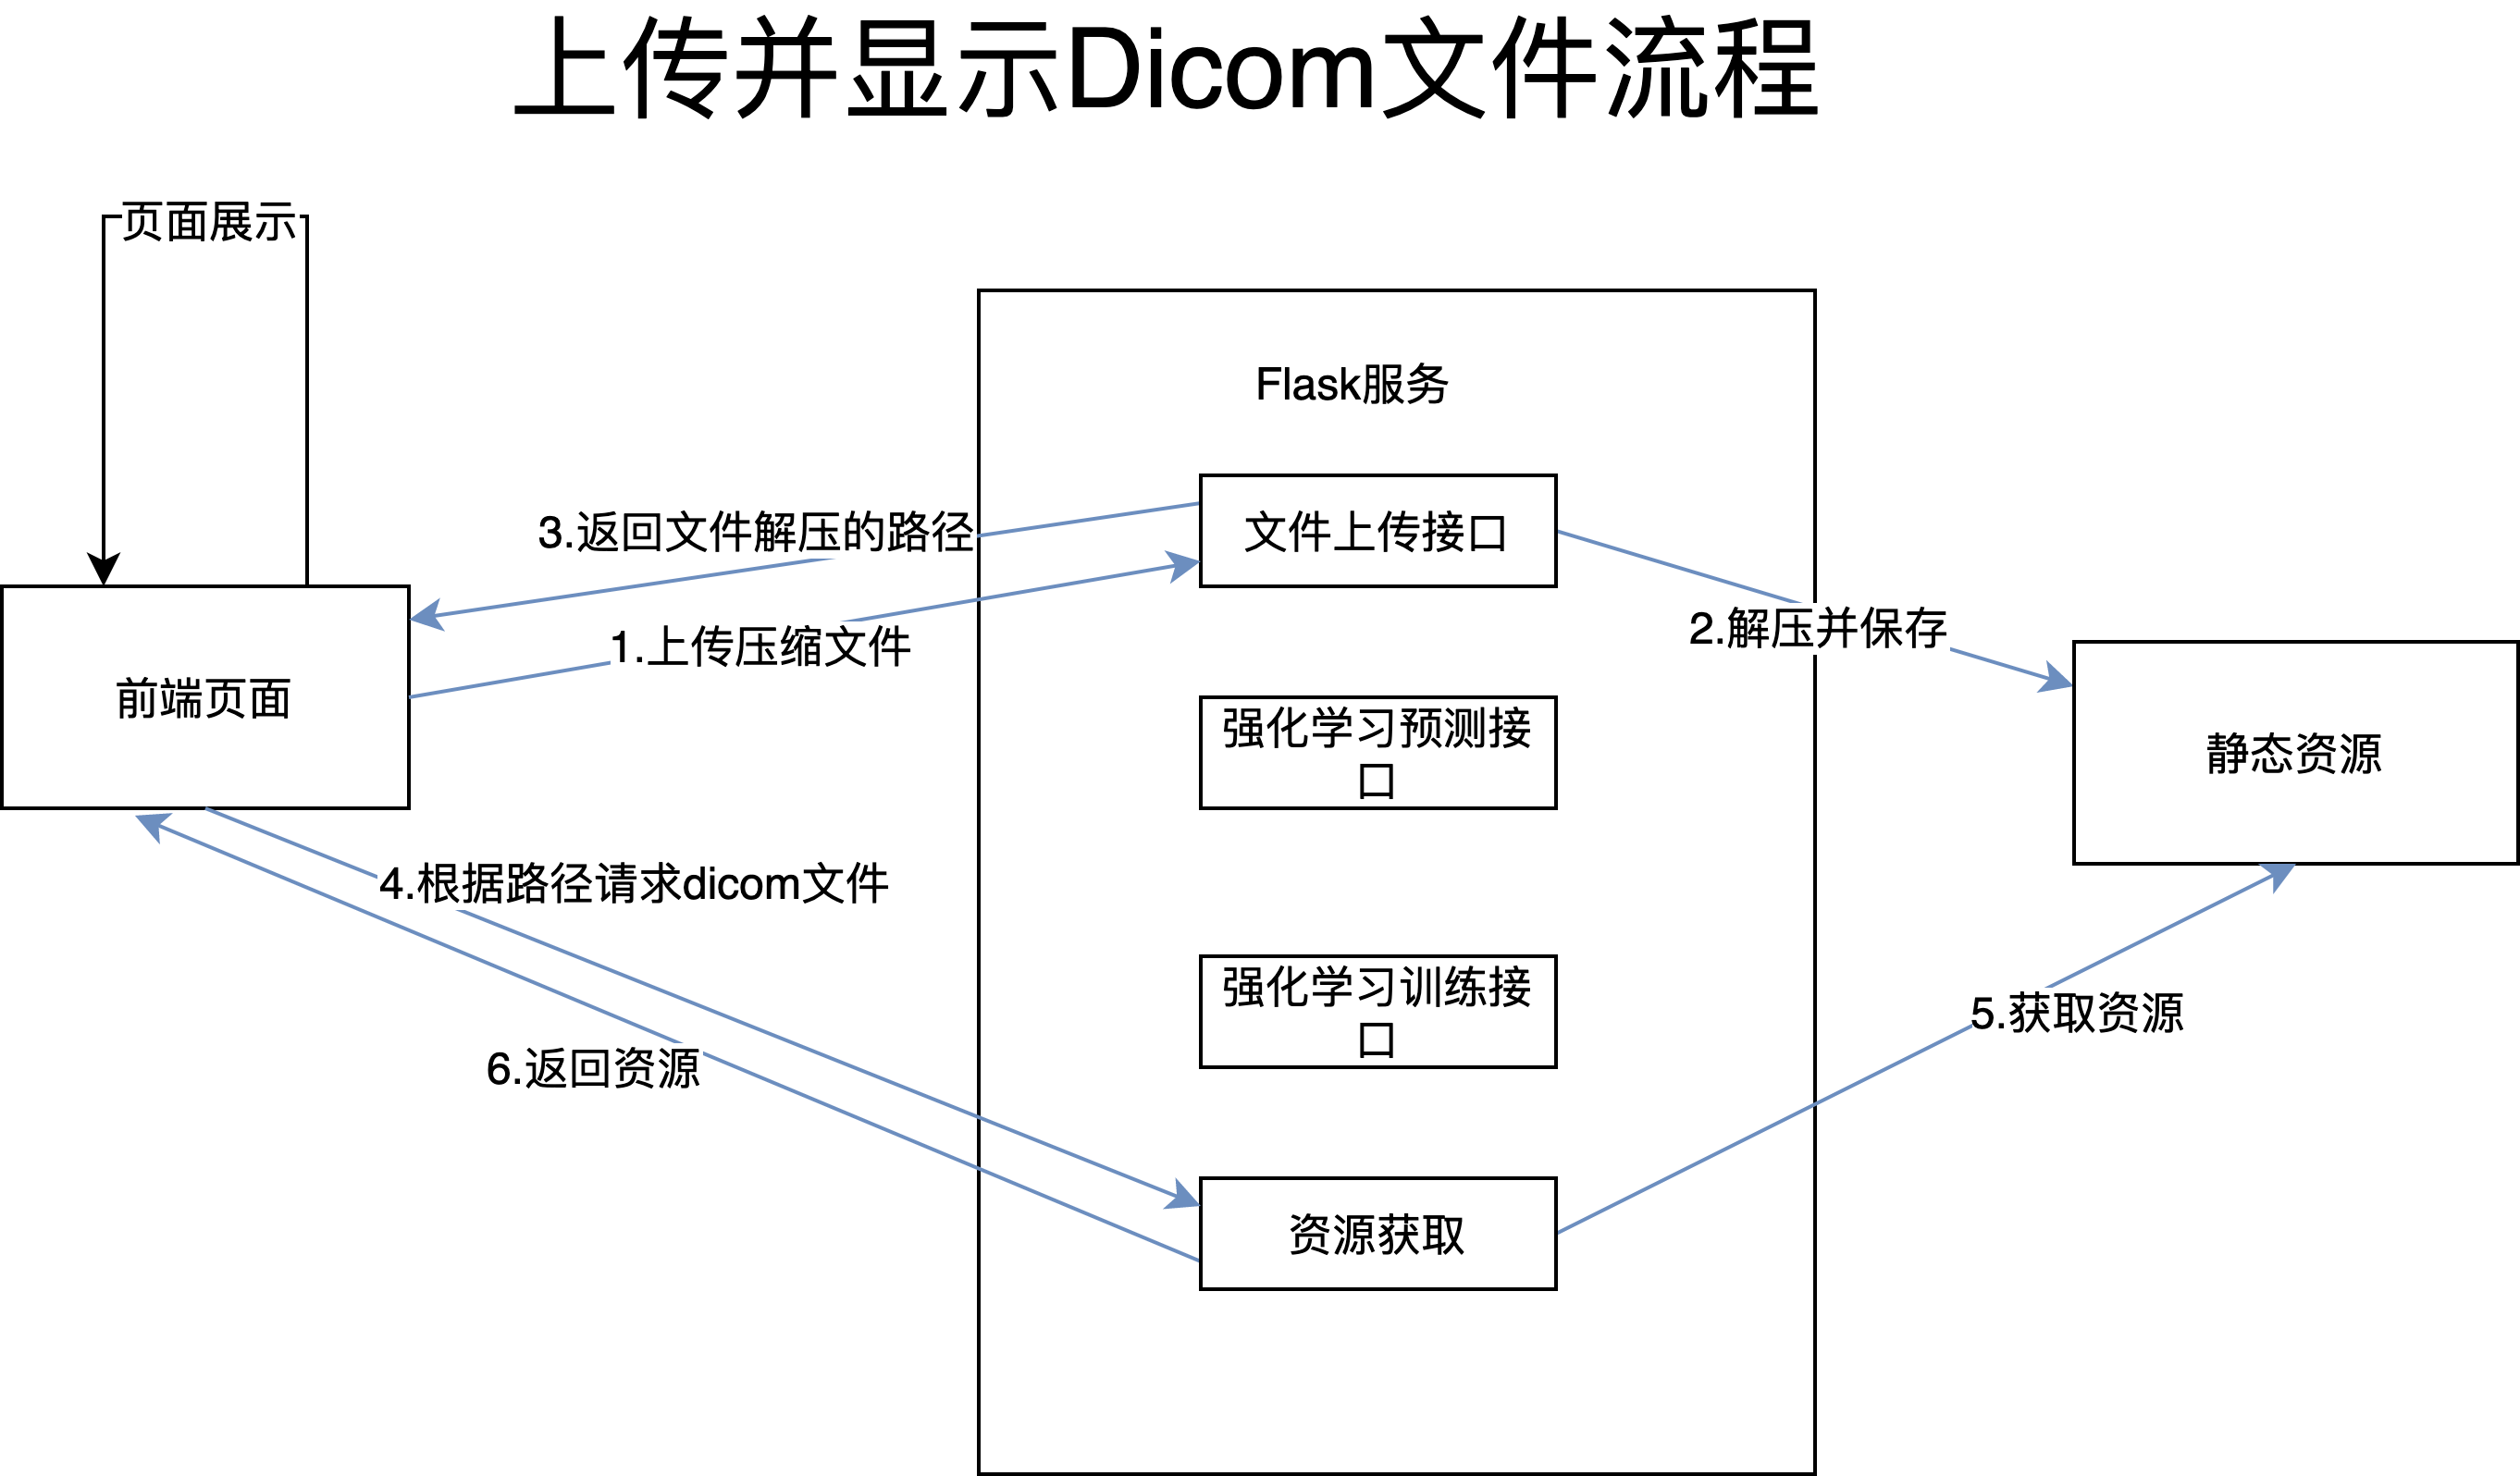 上传并显示Dicom文件流程
页面展示
Flask服务
3.返回文件解压的路径
文件上传接口
1.上传压缩文件
2.解压并保存
前端页面
强化学习预测接
口
静态资源
4.根据路径请求dicom文件
强化学习训练接
口
5.获取资源
6.返回资源
资源获取